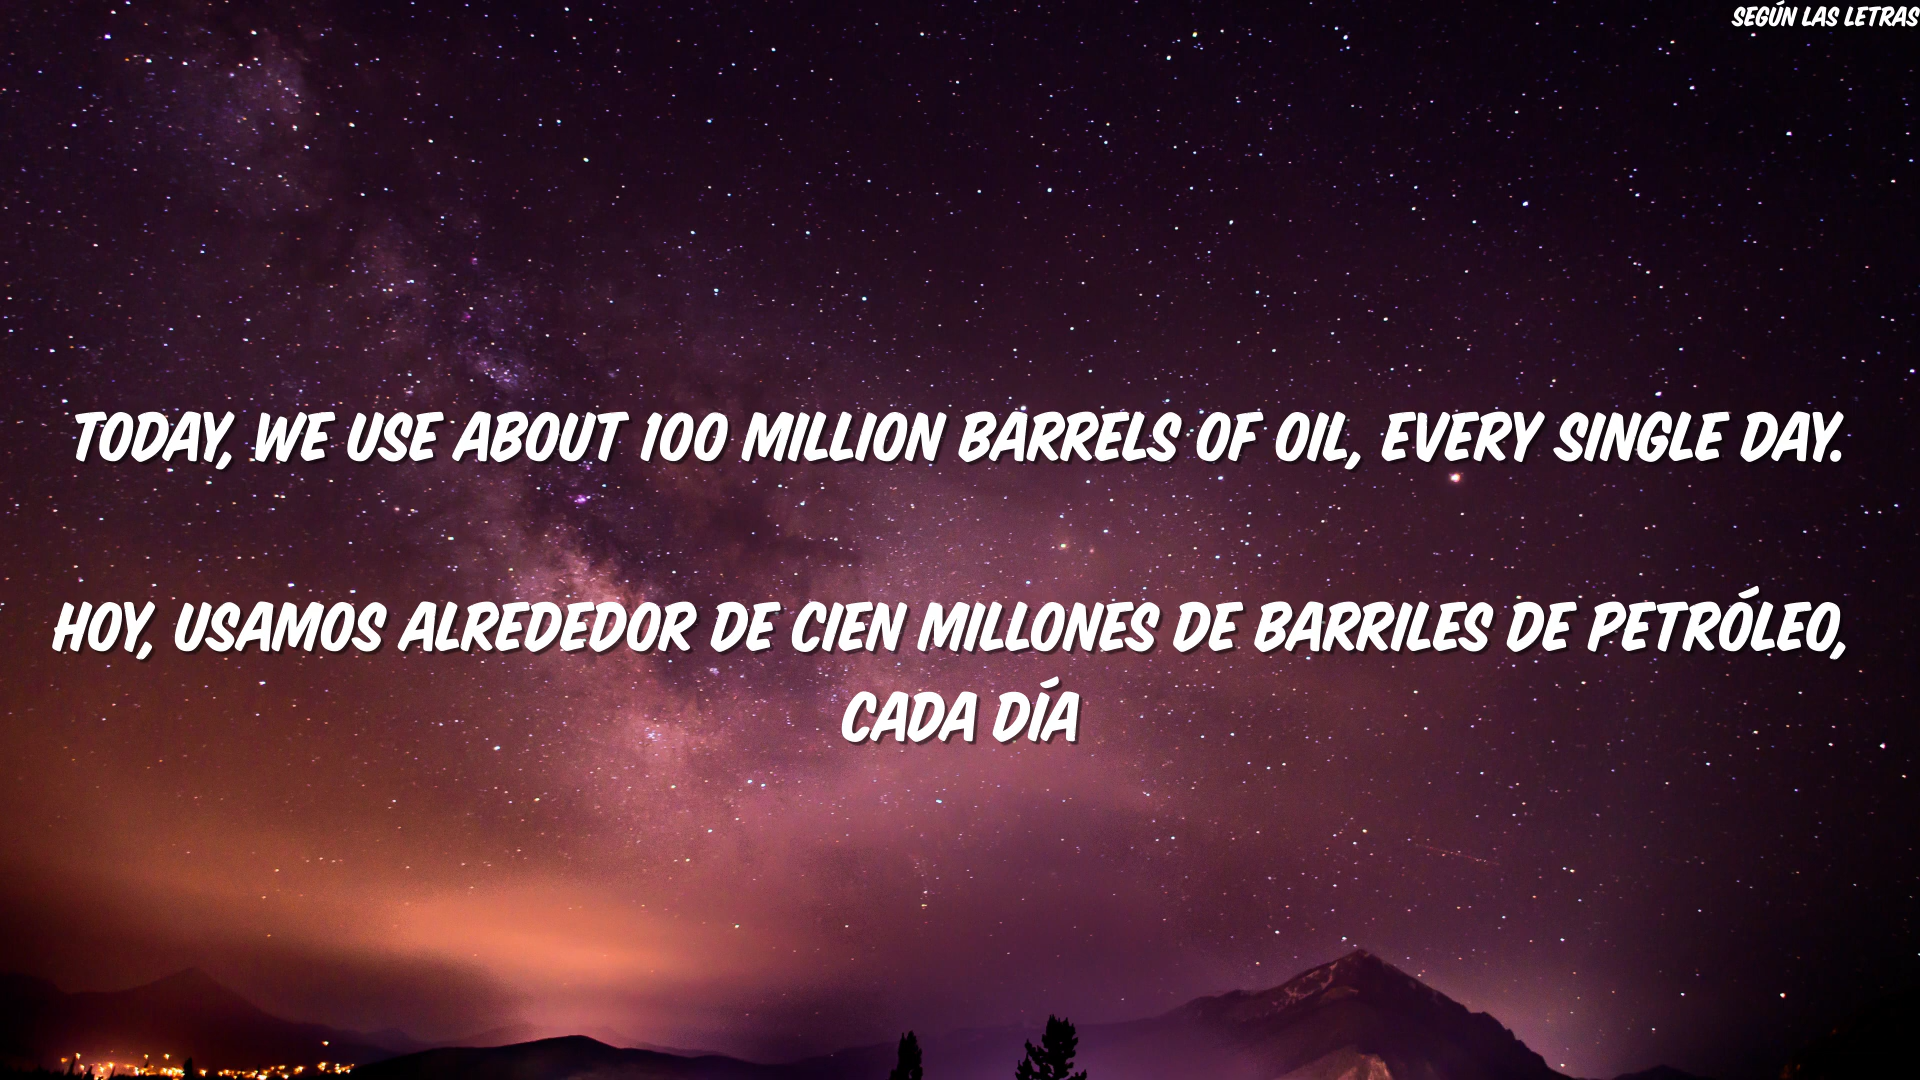 SEGÚN LAS LETRAS
TODAY, WE USE ABOUT 100 MILLION BARRELS OF OIL, EVERY SINGLE DAY.
HOY, USAMOS ALREDEDOR DE CIEN MILLONES DE BARRILES DE PETRÓLEO,
CADA DÍA